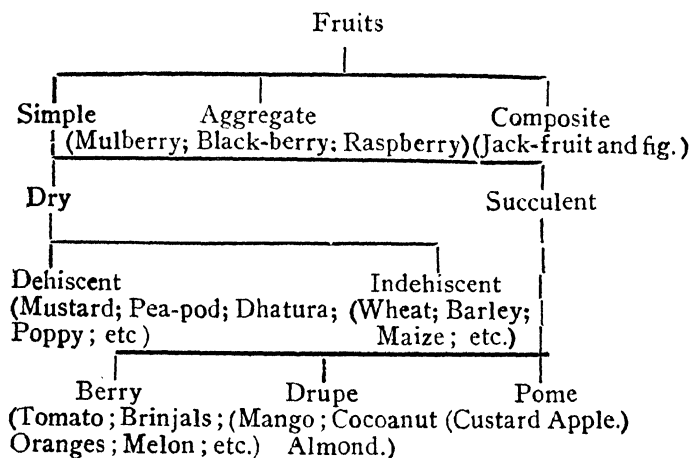 Fruits
Simple Aggregate Composite
(Mulberry; Black-berry: Raspberry) (Jack-fruit and fig.)
Dry Succulent
Dehiscent Indehiscent
(Mustard; Pea-pod; Dhatura; (Wheat; Barley;
Poppy; etc) Maize; etc.)
Berry Drupe Pome
(Tomato; Brinjals; (Mango; Cocoanut (Custard Apple.)
Oranges; Melon; etc.) Almond.)